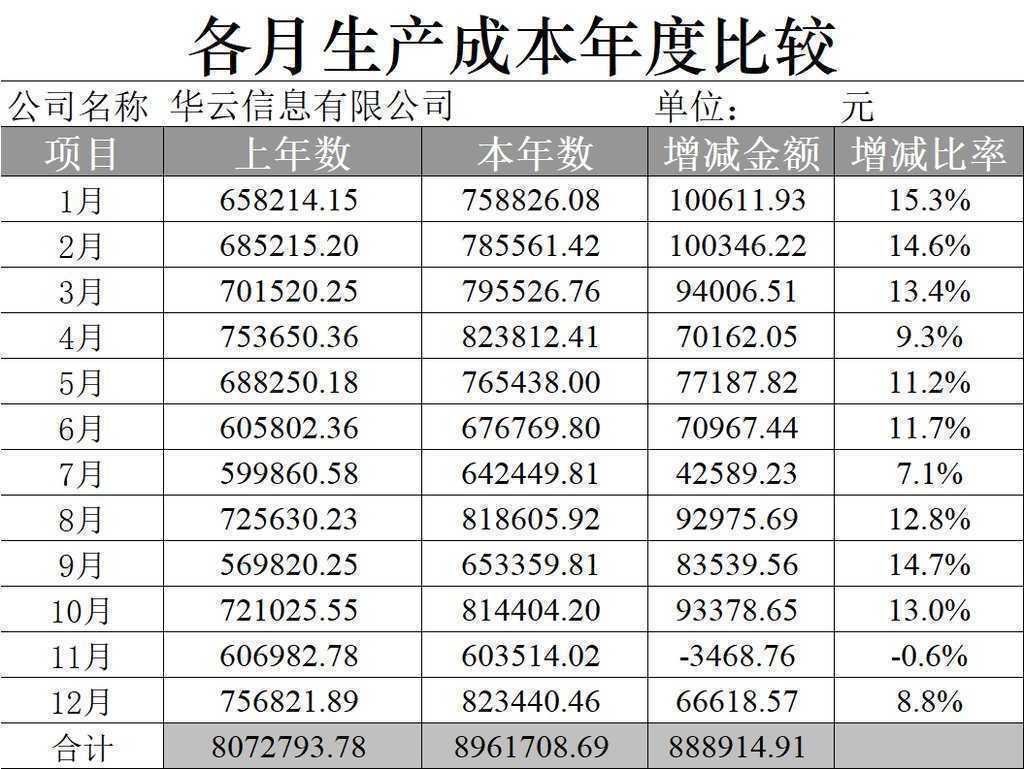 各月生产成本年度比较
公司名称 华云信息有限公司 单位： 元
项目 上年数 本年数 增减金额 增减比率
1月 658214.15 758826.08 100611.93 15.3%
2月 685215.20 785561.42 100346.22 14.6%
3月 701520.25 795526.76 94006.51 13.4%
4月 753650.36 823812.41 70162.05 9.3%
5月 688250.18 765438.00 77187.82 11.2%
6月 605802.36 676769.80 70967.44 11.7%
7月 599860.58 642449.81 42589.23 7.1%
8月 725630.23 818605.92 92975.69 12.8%
9月 569820.25 653359.81 83539.56 14.7%
10月 721025.55 814404.20 93378.65 13.0%
11月 606982.78 603514.02 -3468.76 -0.6%
12月 756821.89 823440.46 66618.57 8.8%
合计 8072793.78 8961708.69 888914.91